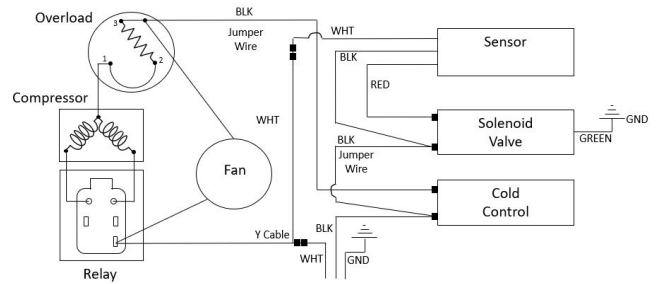 Overload
BLK
3
Jumper
Wire
WHT
Sensor
BLK
1
2
RED
Compressor
WHT
Solenoid
Valve
GND
GREEN
BLK
Jumper
Wire
Fan
Cold
Control
Y Cable
BLK
WHT
GND
Relay